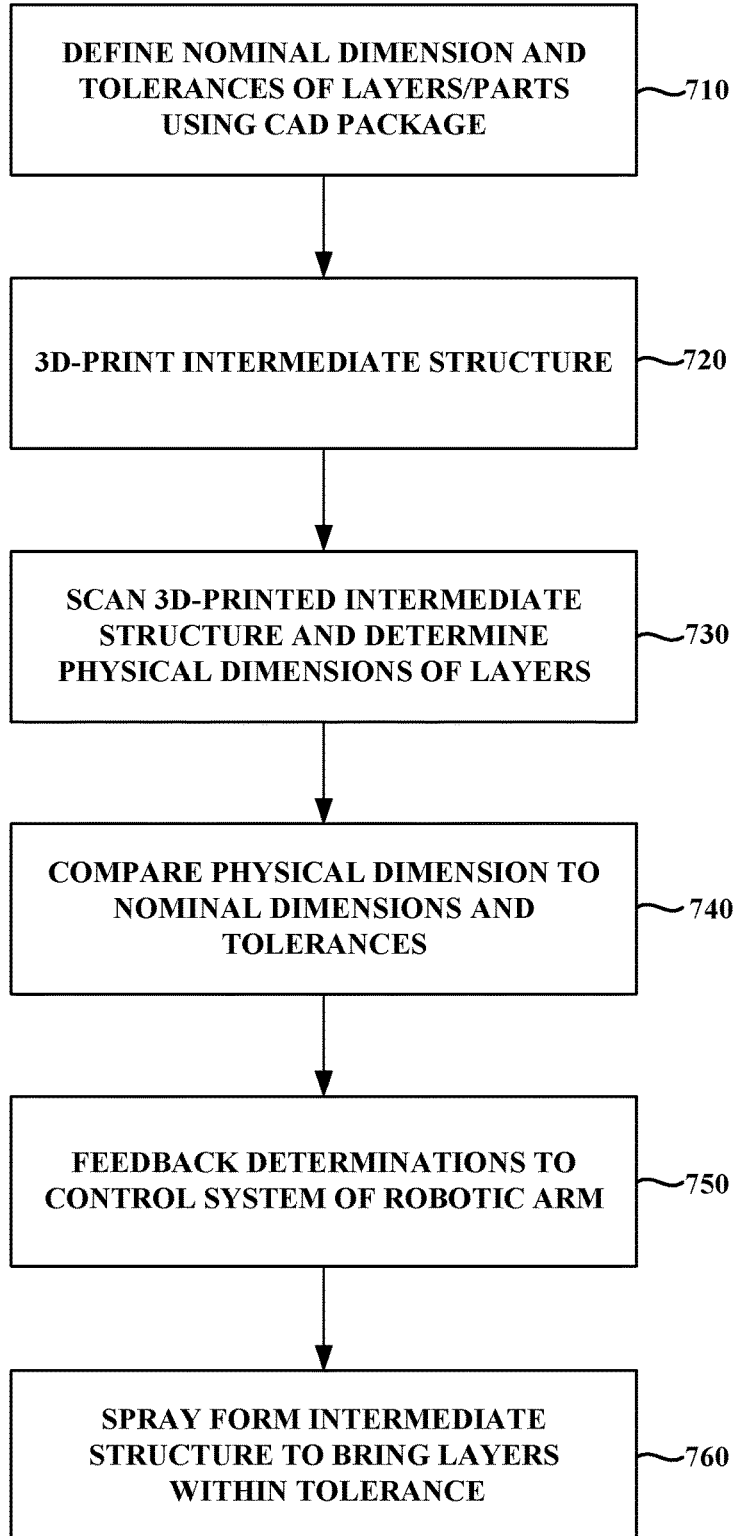 DEFINE NOMINAL DIMENSION AND
TOLERANCES OF LAYERS/PARTS
USING CAD PACKAGE
710
3D-PRINT INTERMEDIATE STRUCTURE
720
SCAN 3D-PRINTED INTERMEDIATE
STRUCTURE AND DETERMINE
PHYSICAL DIMENSIONS OF LAYERS
730
COMPARE PHYSICAL DIMENSION TO
NOMINAL DIMENSIONS AND
TOLERANCES
740
FEEDBACK DETERMINATIONS TO
CONTROL SYSTEM OF ROBOTIC ARM
750
SPRAY FORM INTERMEDIATE
STRUCTURE TO BRING LAYERS
WITHIN TOLERANCE
760